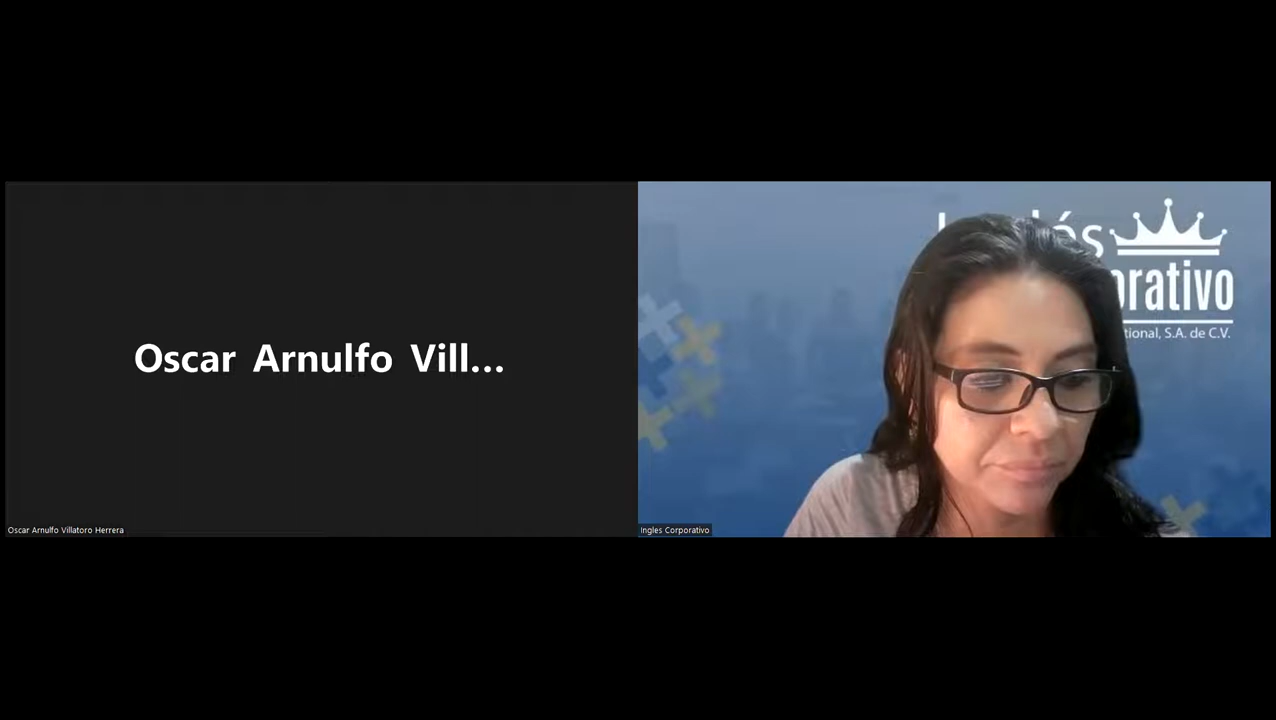 Oscar Arnulfo Vill...
Oscar Arnulfo Villatoro Herrera
orativo
tional, S.A. de C.V.
Ingles Corporativo